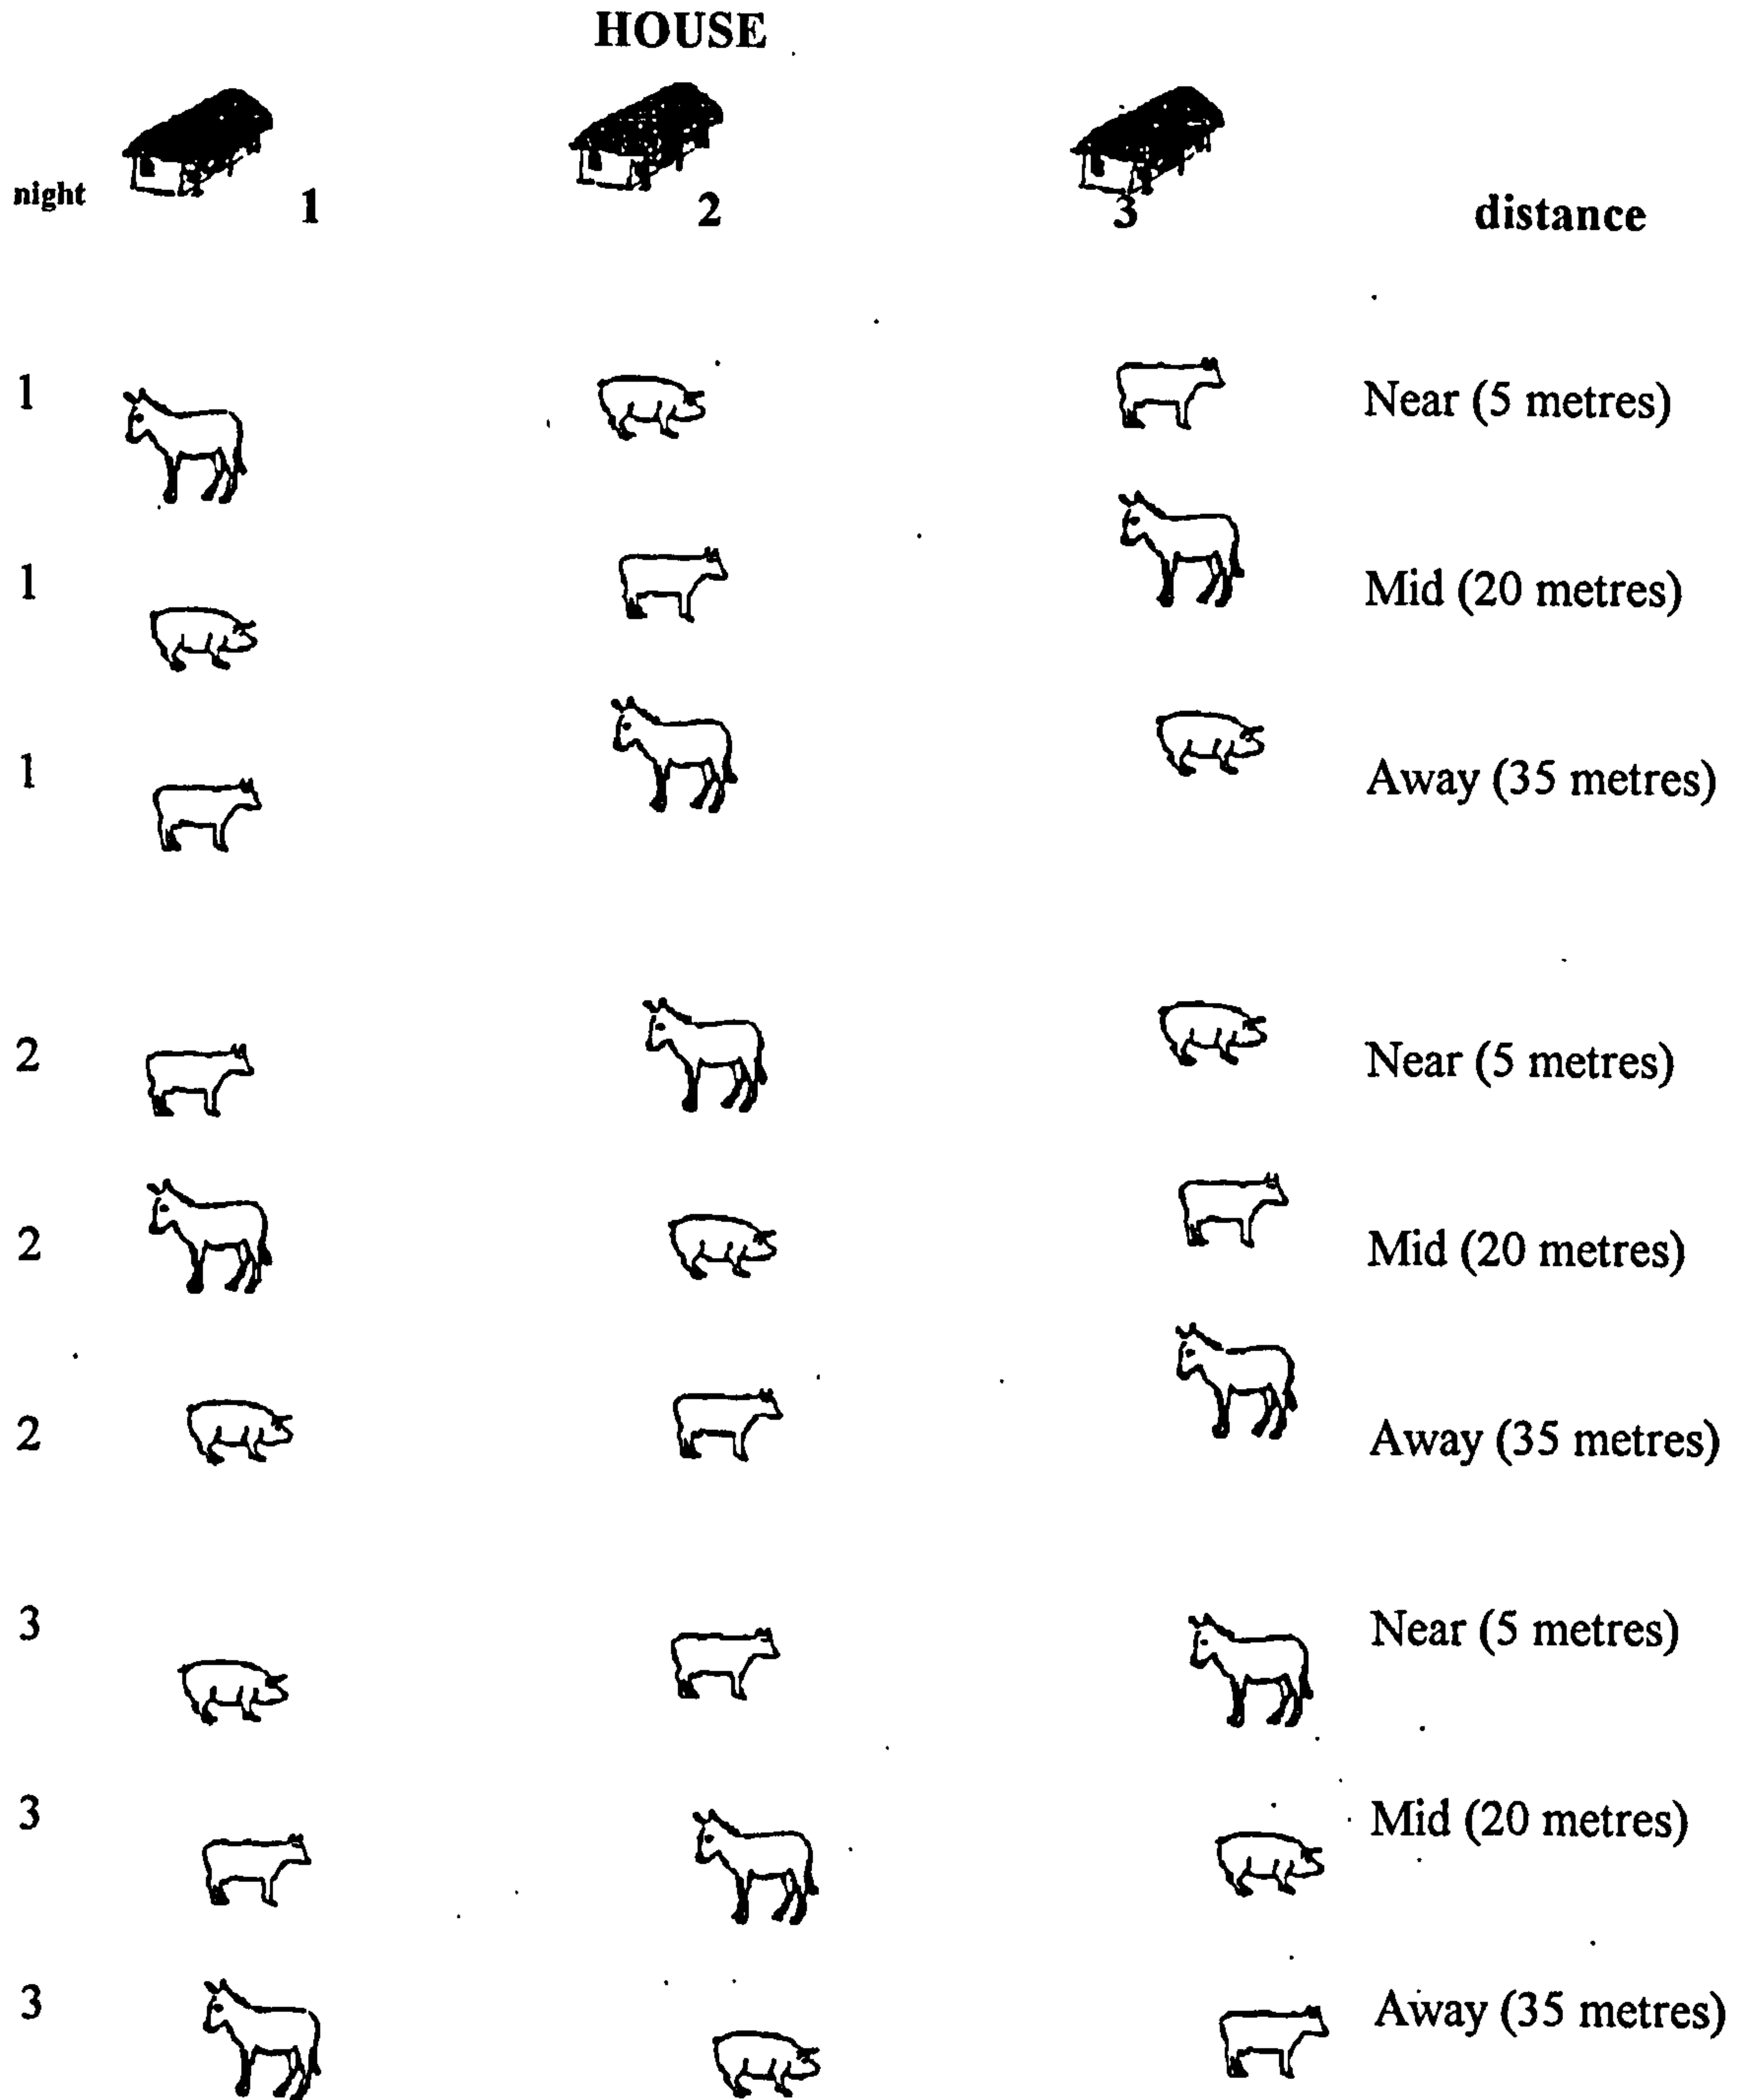 HOUSE
night 1 2 3 distance
1 Near (5 metres)
1 Mid (20 metres)
1 Away (35 metres)
2 Near (5 metres)
2 Mid (20 metres)
2 Away (35 metres)
3 Near (5 metres)
3 Mid (20 metres)
3 Away (35 metres)